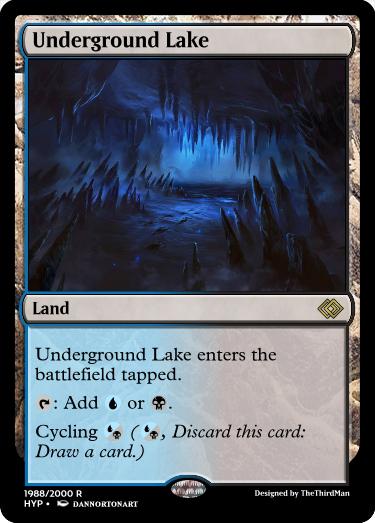 Underground Lake
Land
Underground Lake enters the
battlefield tapped.
: Add or .
Cycling ( , Discard this card:
Draw a card.)
1988/2000 R
HYP • DANNORTONART
Designed by TheThirdMan